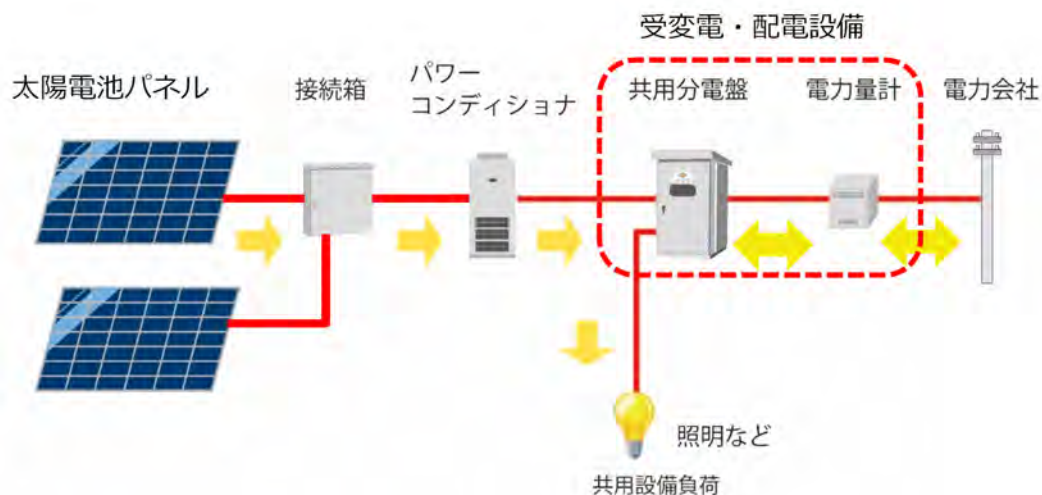 受変電・配電設備
太陽電池パネル
接続箱
パワー
コンディショナ
共用分電盤
電力量計
電力会社
照明など
共用設備負荷